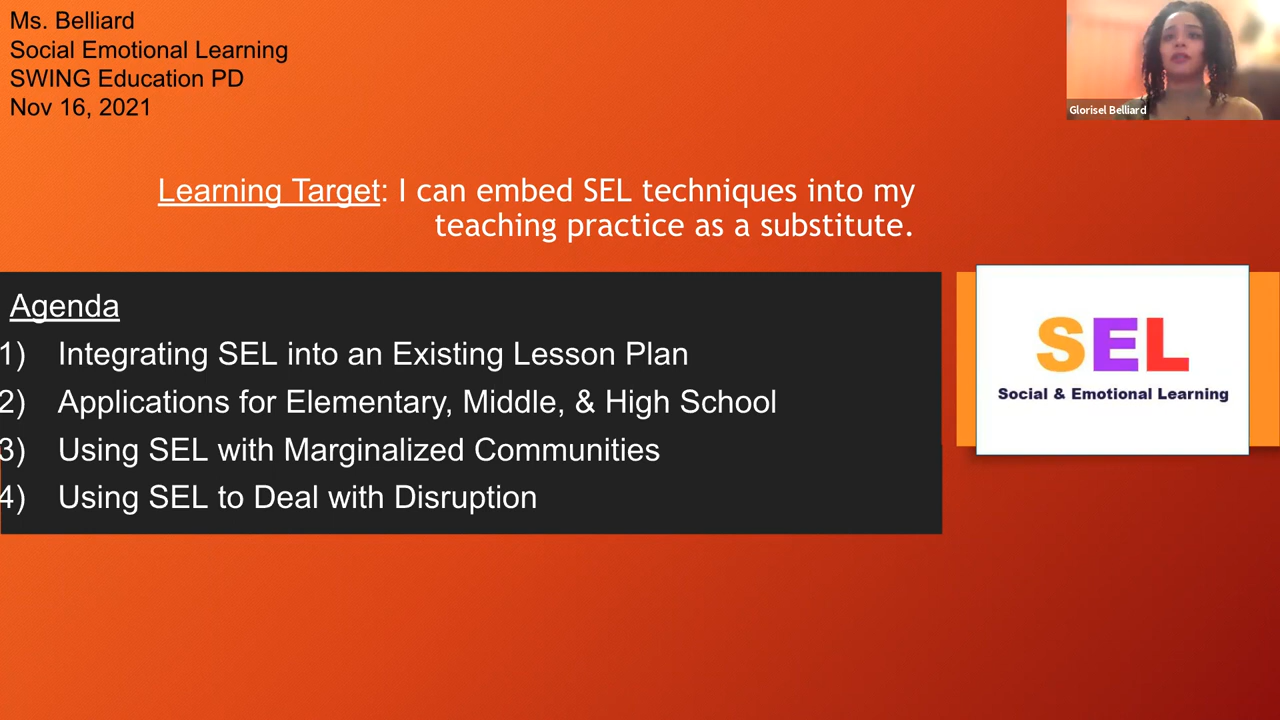 Ms. Belliard
Social Emotional Learning
SWING Education PD
Nov 16, 2021
Glorisel Belliard
Learning Target: I can embed SEL techniques into my
teaching practice as a substitute.
Agenda
1) Integrating SEL into an Existing Lesson Plan
2) Applications for Elementary, Middle, & High School
3) Using SEL with Marginalized Communities
4) Using SEL to Deal with Disruption
SEL
Social & Emotional Learning